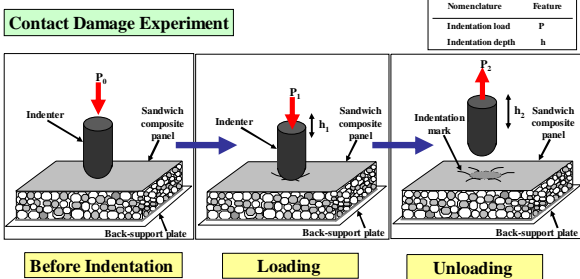 Contact Damage Experiment
Nomenclature Feature
Indentation load P
Indentation depth h
P0
Indenter
Sandwich
composite
panel
Back-support plate
Before Indentation
P1
h1
Indenter
Sandwich
composite
panel
Back-support plate
Loading
P2
h2
Indentation
mark
Sandwich
composite
panel
Back-support plate
Unloading